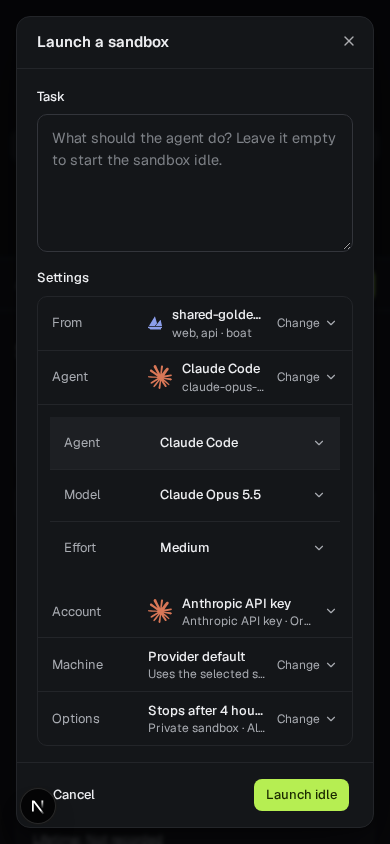 Launch a sandbox
Task
What should the agent do? Leave it empty
to start the sandbox idle.
Settings
From
shared-golde...
web, api · boat
Change
Agent
Claude Code
claude-opus-...
Change
Agent
Claude Code
Model
Claude Opus 5.5
Effort
Medium
Account
Anthropic API key
Anthropic API key · Or...
Machine
Provider default
Uses the selected s...
Change
Options
Stops after 4 hou...
Private sandbox · Al...
Change
N
Cancel
Launch idle